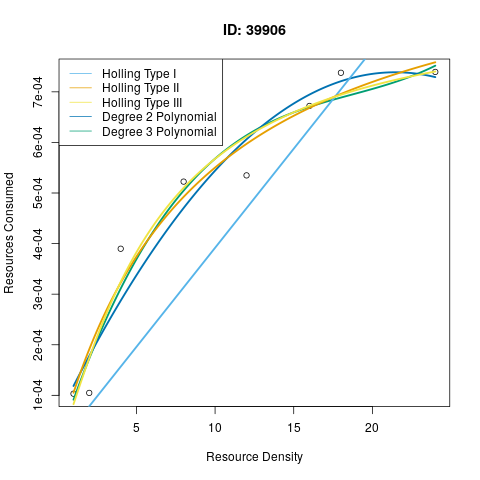 ID: 39906
Holling Type I
Holling Type II
Holling Type III
Degree 2 Polynomial
Degree 3 Polynomial
7e-04
6e-04
5e-04
4e-04
3e-04
2e-04
1e-04
Resources Consumed
5 10 15 20
Resource Density